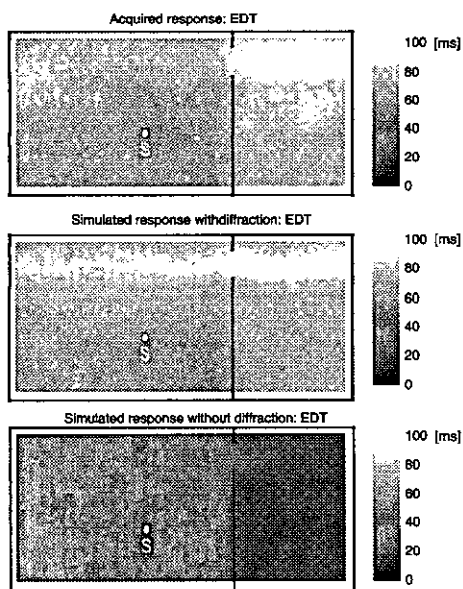 Acquired response: EDT
100 [ms]
80
60
40
20
0
S
Simulated response withdiffraction: EDT
100 [ms]
80
60
40
20
0
S
Simulated response without diffraction: EDT
100 [ms]
80
60
40
20
0
S